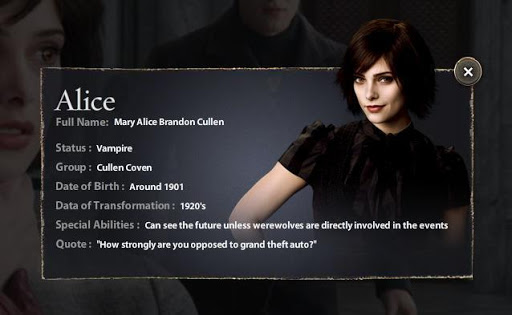 Alice
Full Name: Mary Alice Brandon Cullen
Status : Vampire
Group : Cullen Coven
Date of Birth : Around 1901
Data of Transformation : 1920's
Special Abilities : Can see the future unless werewolves are directly involved in the events
Quote : "How strongly are you opposed to grand theft auto?"